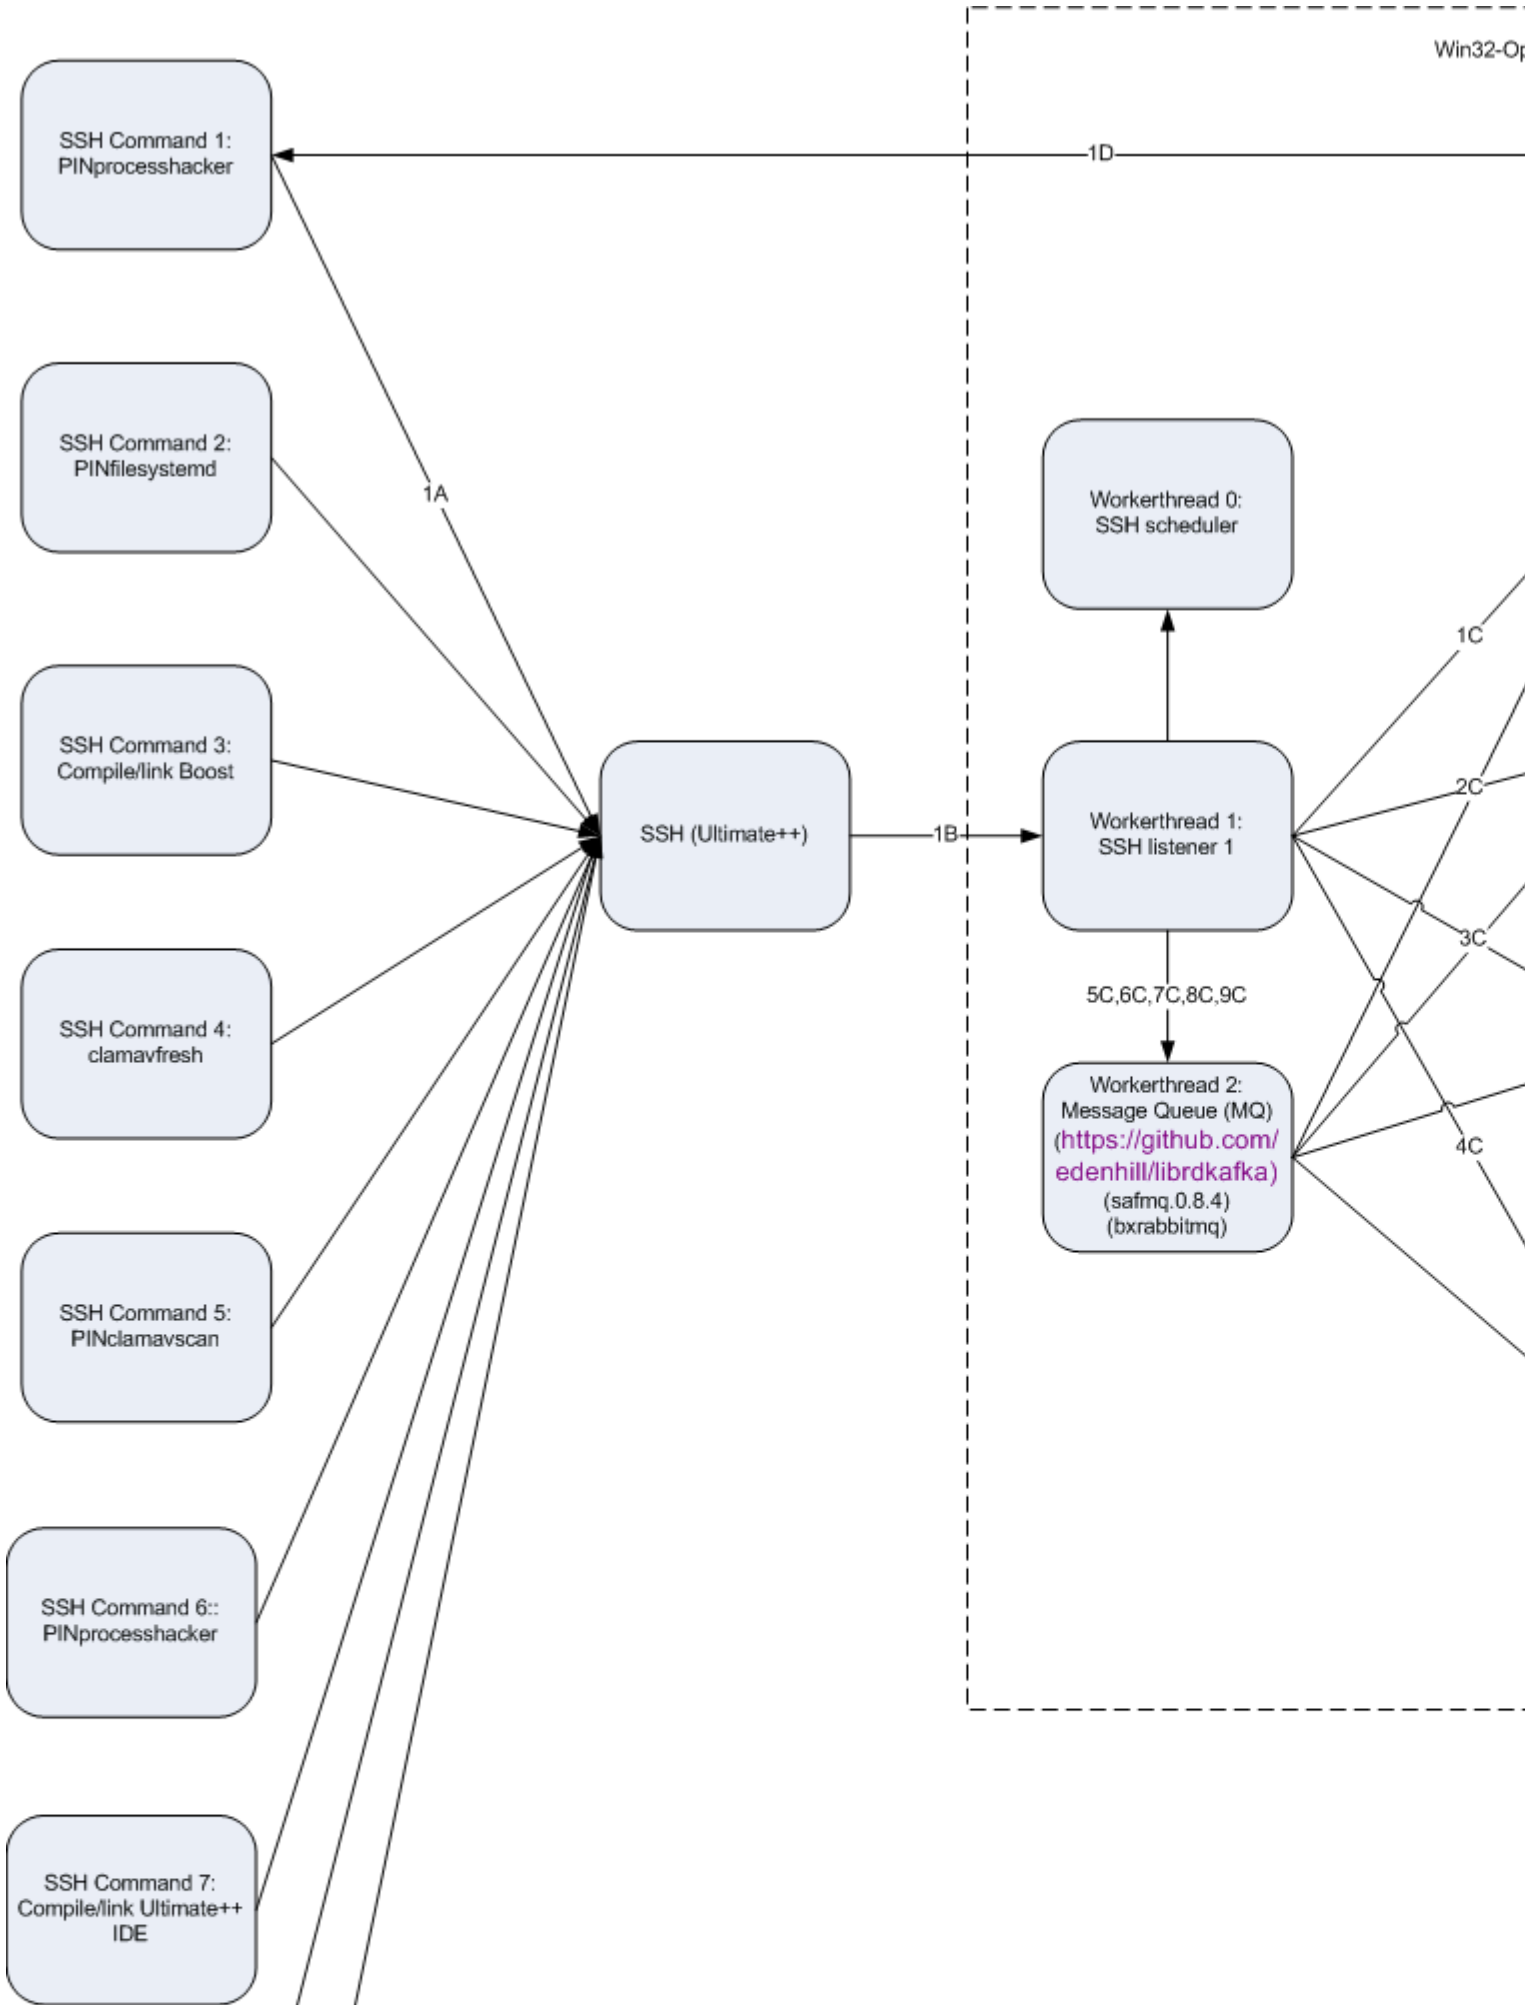 Win32-Op
SSH Command 1:
PINprocesshacker
1D
SSH Command 2:
PINfilesystemd
1A
Workerthread 0:
SSH scheduler
1C
SSH Command 3:
Compile/link Boost
SSH (Ultimate++)
1B
Workerthread 1:
SSH listener 1
2C
3C
SSH Command 4:
clamavfresh
5C,6C,7C,8C,9C
Workerthread 2:
Message Queue (MQ)
(https://github.com/
edenhill/librdkafka)
(safmq.0.8.4)
(bxrabbitmq)
4C
SSH Command 5:
PINclamavscan
SSH Command 6::
PINprocesshacker
SSH Command 7:
Compile/link Ultimate++
IDE